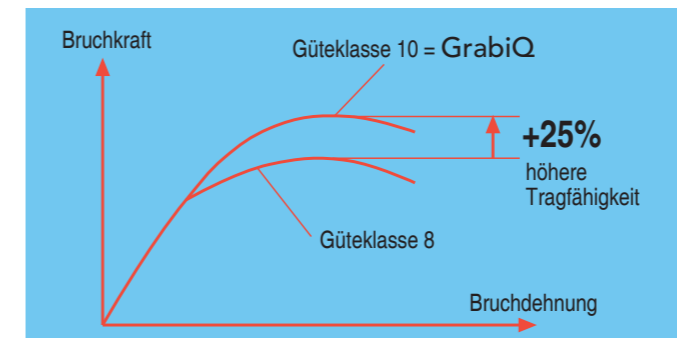 Bruchkraft
Güteklasse 10 = GrabiQ
+25%
höhere
Tragfähigkeit
Güteklasse 8
Bruchdehnung